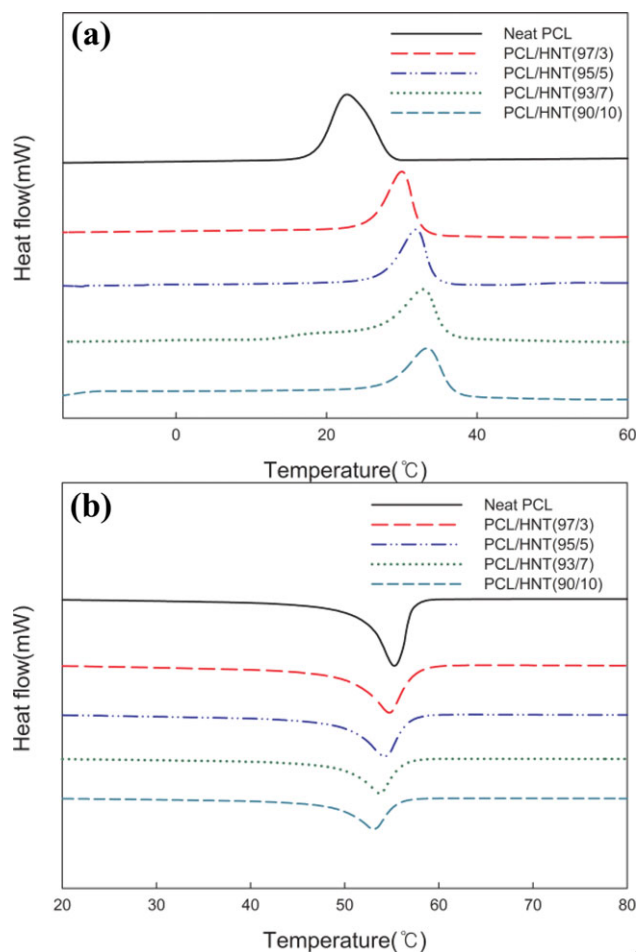 (a)
Neat PCL
PCL/HNT(97/3)
PCL/HNT(95/5)
PCL/HNT(93/7)
PCL/HNT(90/10)
Heat flow(mW)
0 20 40 60
Temperature(℃)
(b)
Neat PCL
PCL/HNT(97/3)
PCL/HNT(95/5)
PCL/HNT(93/7)
PCL/HNT(90/10)
Heat flow(mW)
20 30 40 50 60 70 80
Temperature(℃)